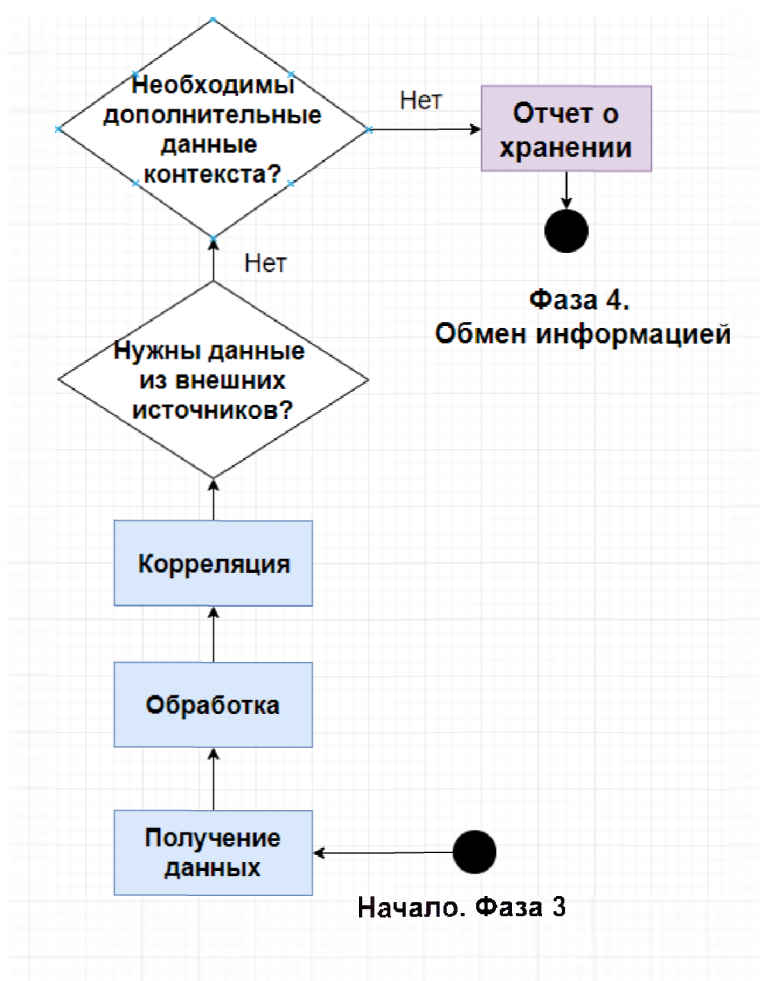 Необходимы
дополнительные
данные
контекста?
Нет
Отчет о
хранении
Нет
Фаза 4.
Обмен информацией
Нужны данные
из внешних
источников?
Корреляция
Обработка
Получение
данных
Начало. Фаза 3